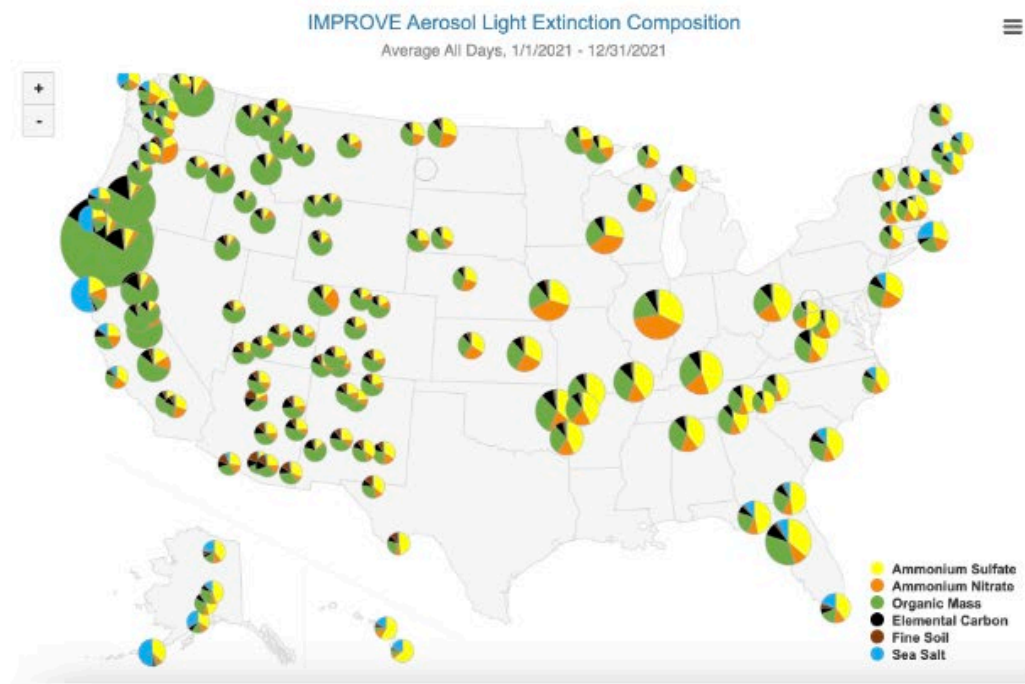 IMPROVE Aerosol Light Extinction Composition
Average All Days, 1/1/2021 - 12/31/2021
+
-
Ammonium Sulfate
Ammonium Nitrate
Organic Mass
Elemental Carbon
Fine Soil
Sea Salt